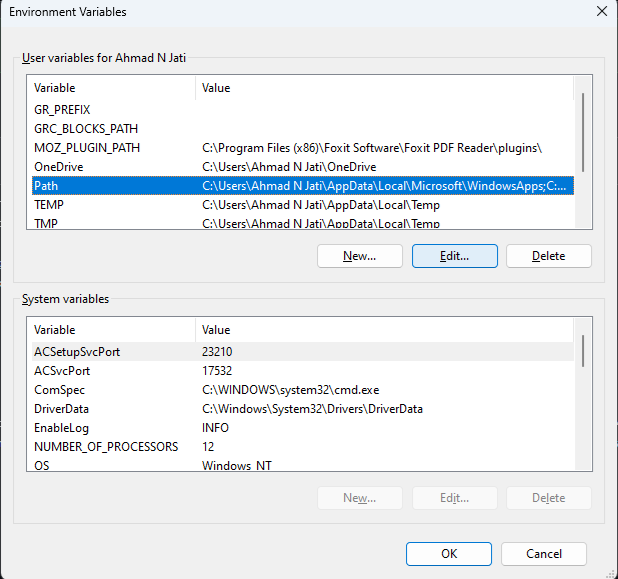 Environment Variables
User variables for Ahmad N Jati
Variable Value
GR_PREFIX
GRC_BLOCKS_PATH
MOZ_PLUGIN_PATH C:\Program Files (x86)\Foxit Software\Foxit PDF Reader\plugins\
OneDrive C:\Users\Ahmad N Jati\OneDrive
Path C:\Users\Ahmad N Jati\AppData\Local\Microsoft\WindowsApps;C:...
TEMP C:\Users\Ahmad N Jati\AppData\Local\Temp
TMP C:\Users\Ahmad N Jati\AppData\Local\Temp
New... Edit... Delete
System variables
Variable Value
ACSetupSvcPort 23210
ACSvcPort 17532
ComSpec C:\WINDOWS\system32\cmd.exe
DriverData C:\Windows\System32\Drivers\DriverData
EnableLog INFO
NUMBER_OF_PROCESSORS 12
OS Windows_NT
New... Edit... Delete
OK Cancel